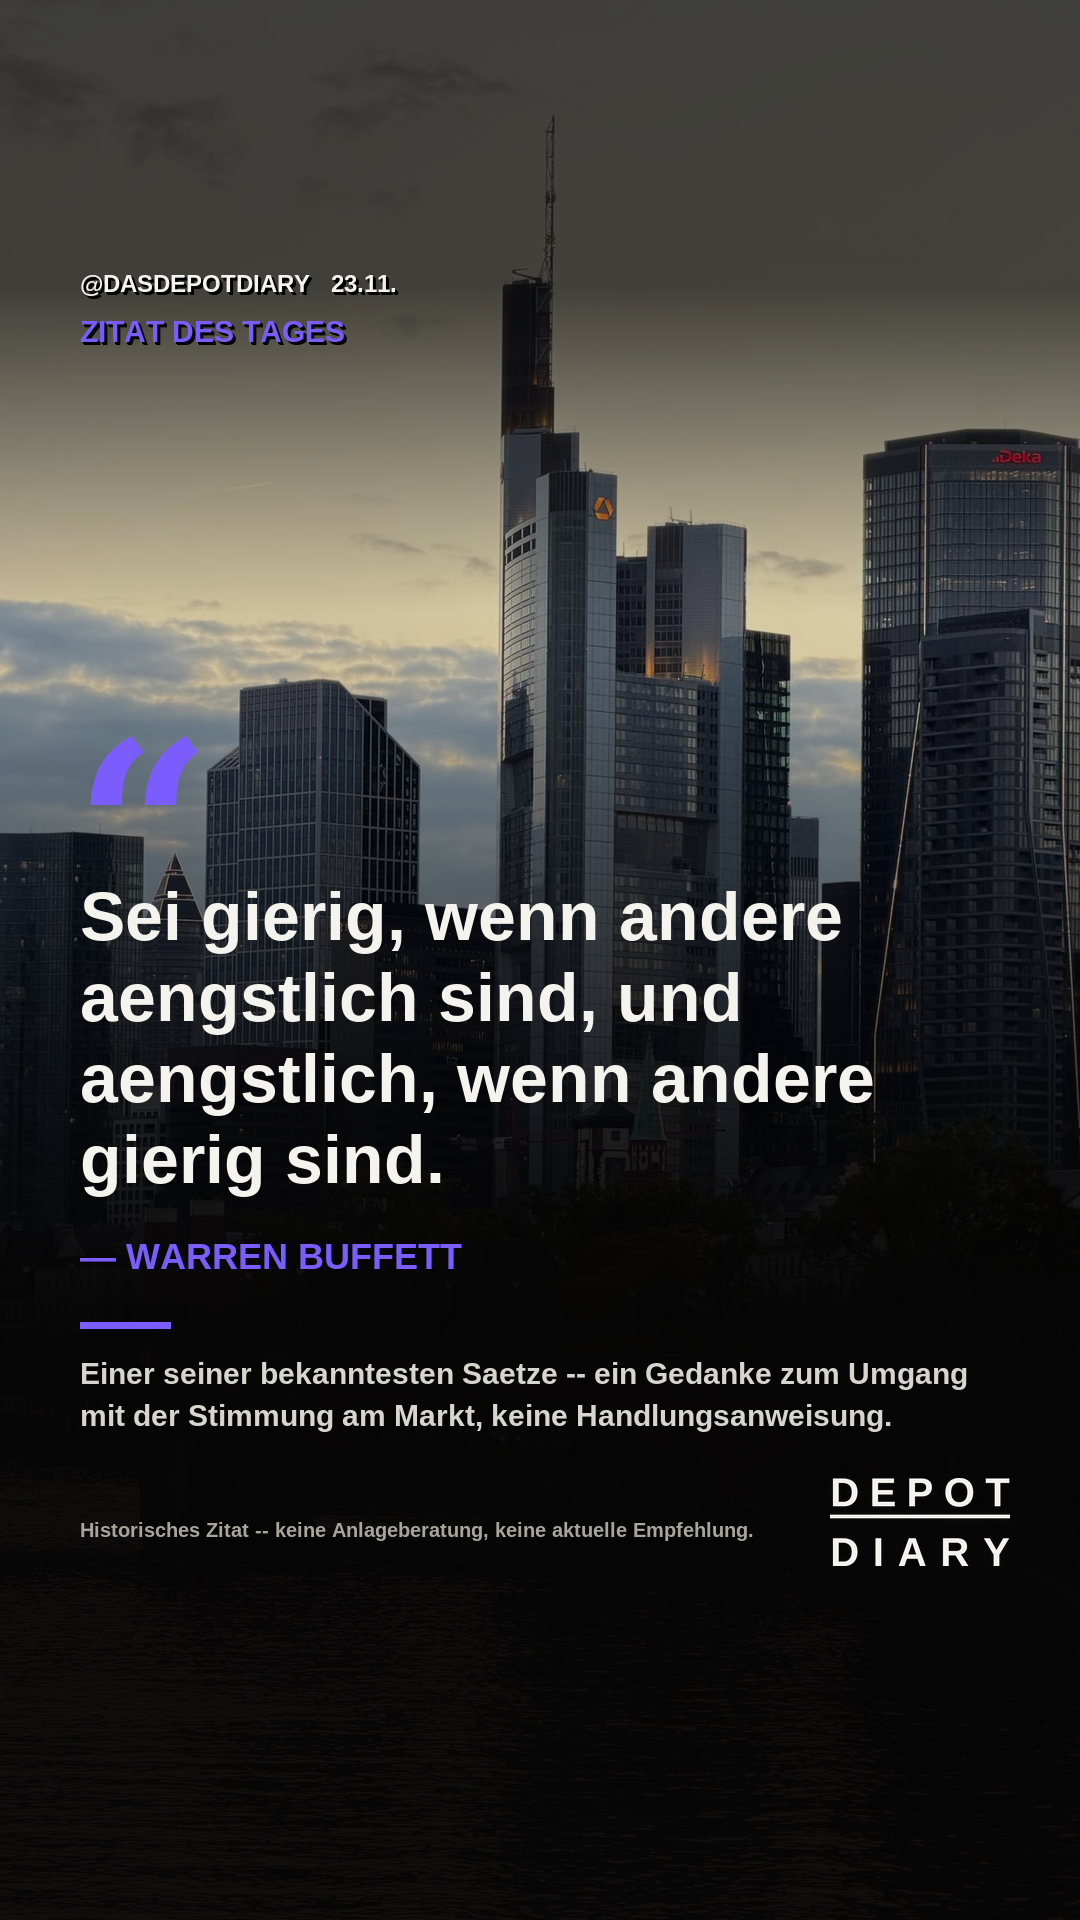 @DASDEPOTDIARY 23.11.
ZITAT DES TAGES
Deka
“
Sei gierig, wenn andere
aengstlich sind, und
aengstlich, wenn andere
gierig sind.
— WARREN BUFFETT
Einer seiner bekanntesten Saetze -- ein Gedanke zum Umgang
mit der Stimmung am Markt, keine Handlungsanweisung.
Historisches Zitat -- keine Anlageberatung, keine aktuelle Empfehlung.
DEPOT
DIARY